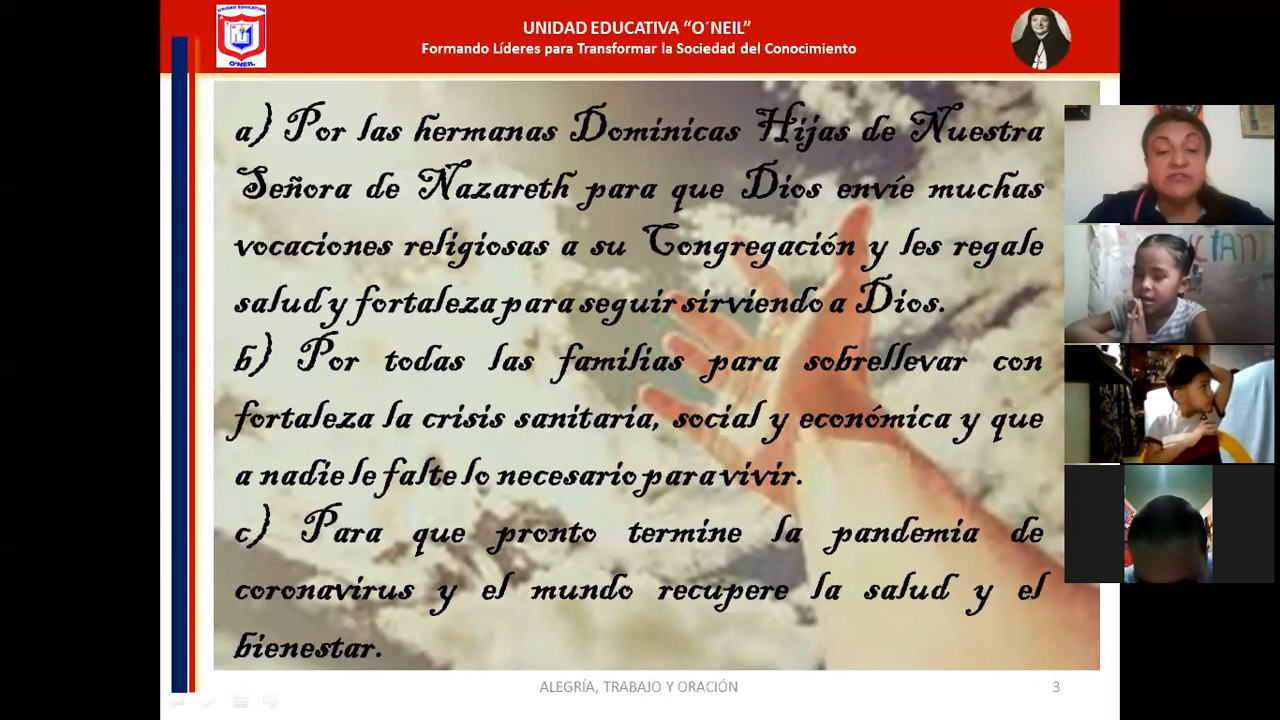 UNIDAD EDUCATIVA
O'NEIL
UNIDAD EDUCATIVA “O´NEIL”
Formando Líderes para Transformar la Sociedad del Conocimiento
a) Por las hermanas Dominicas Hijas de Nuestra
Señora de Nazareth para que Dios envíe muchas
vocaciones religiosas a su Congregación y les regale
salud y fortaleza para seguir sirviendo a Dios.
b) Por todas las familias para sobrellevar con
fortaleza la crisis sanitaria, social y económica y que
a nadie le falte lo necesario para vivir.
c) Para que pronto termine la pandemia de
coronavirus y el mundo recupere la salud y el
bienestar.
ALEGRÍA, TRABAJO Y ORACIÓN
3